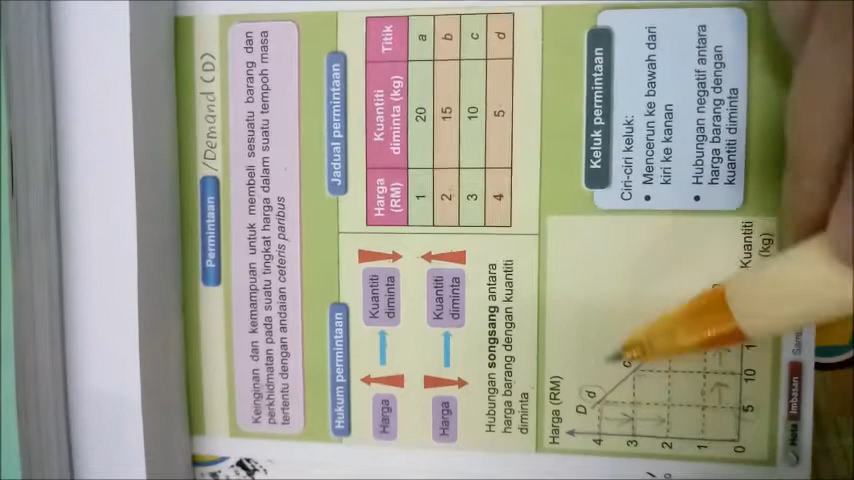 Permintaan /Demand (D)
Keinginan dan kemampuan untuk membeli sesuatu barang dan
perkhidmatan pada suatu tingkat harga dalam suatu tempoh masa
tertentu dengan andaian ceteris paribus
Hukum permintaan
Harga
Kuantiti
diminta
Harga
Kuantiti
diminta
Hubungan songsang antara
harga barang dengan kuantiti
diminta
Jadual permintaan
Harga
(RM)
Kuantiti
diminta (kg)
Titik
1 20 a
2 15 b
3 10 c
4 5 d
Harga (RM)
D
d
c
4
3
2
1
0
5 10 1
Kuantiti
(kg)
Keluk permintaan
Ciri-ciri keluk:
• Mencerun ke bawah dari
kiri ke kanan
• Hubungan negatif antara
harga barang dengan
kuantiti diminta
Nota Imbasan